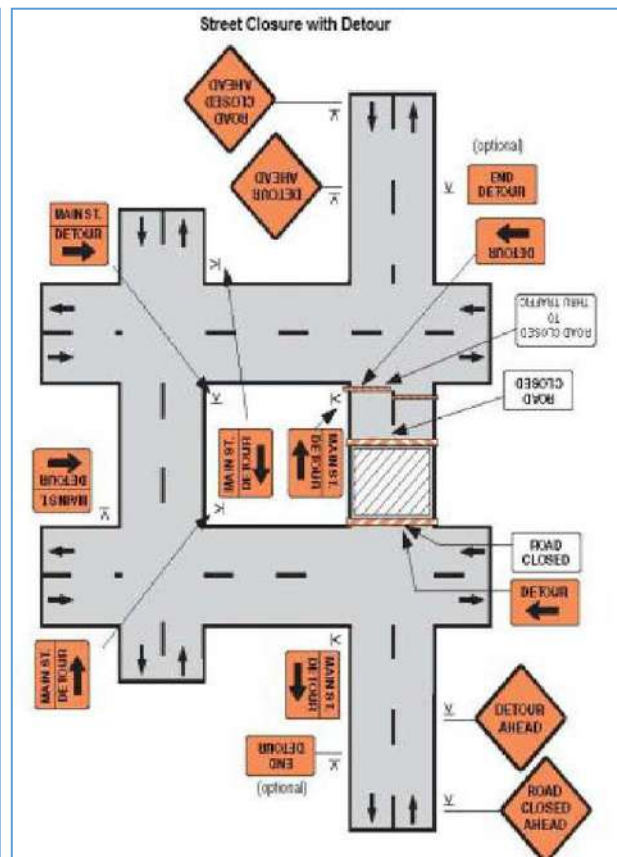 Street Closure with Detour
ROAD
CLOSED
AHEAD
DETOUR
AHEAD
(optional)
END
DETOUR
MAIN ST.
DETOUR
DETOUR
ROAD CLOSED
TO
THRU TRAFFIC
ROAD
CLOSED
MAIN ST.
DETOUR
MAIN ST.
DETOUR
MAIN ST.
DETOUR
ROAD
CLOSED
DETOUR
MAIN ST.
DETOUR
MAIN ST.
DETOUR
DETOUR
AHEAD
END
DETOUR
(optional)
ROAD
CLOSED
AHEAD